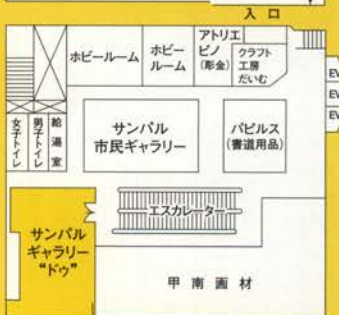 入口
ホビールーム
ホビー
ルーム
アトリエ
ピノ
(彫金)
クラフト
工房
だいむ
EV
EV
EV
女子トイレ
男子トイレ
給湯室
サンパル
市民ギャラリー
パピルス
(書道用品)
エスカレーター
サンパル
ギャラリー
“ドゥ”
甲南画材